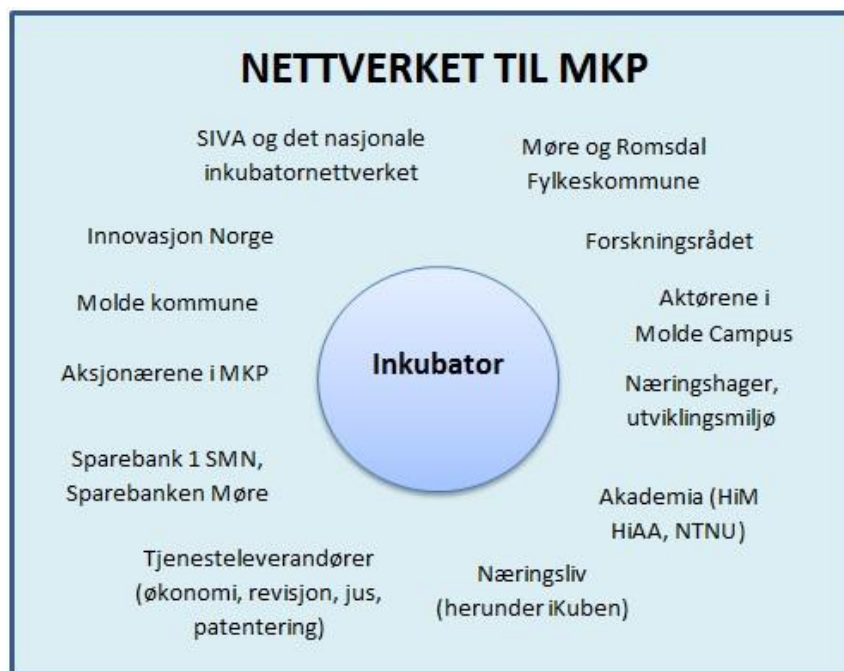 NETTVERKET TIL MKP
SIVA og det nasjonale
inkubatornettverket
Møre og Romsdal
Fylkeskommune
Innovasjon Norge
Forskningsrådet
Molde kommune
Aktørene i
Molde Campus
Inkubator
Aksjonærene i MKP
Næringshager,
utviklingsmiljø
Sparebank 1 SMN,
Sparebanken Møre
Akademia (HiM
HiAA, NTNU)
Tjenesteleverandører
(økonomi, revisjon, jus,
patentering)
Næringsliv
(herunder iKuben)